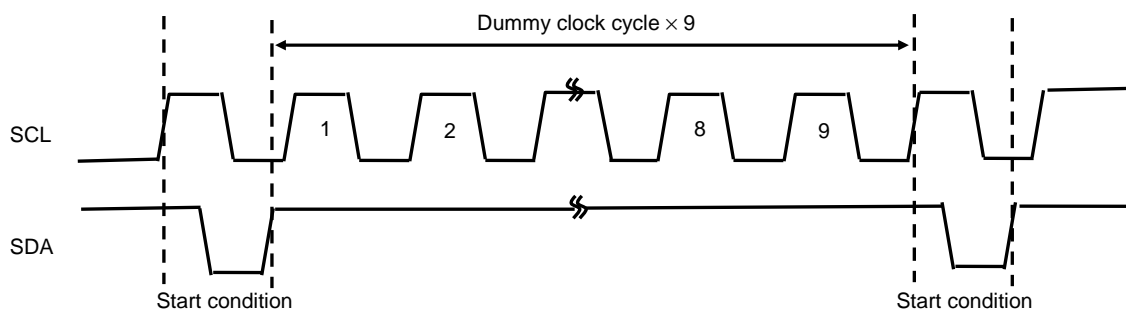 Dummy clock cycle × 9
SCL
1 2 8 9
SDA
Start condition Start condition